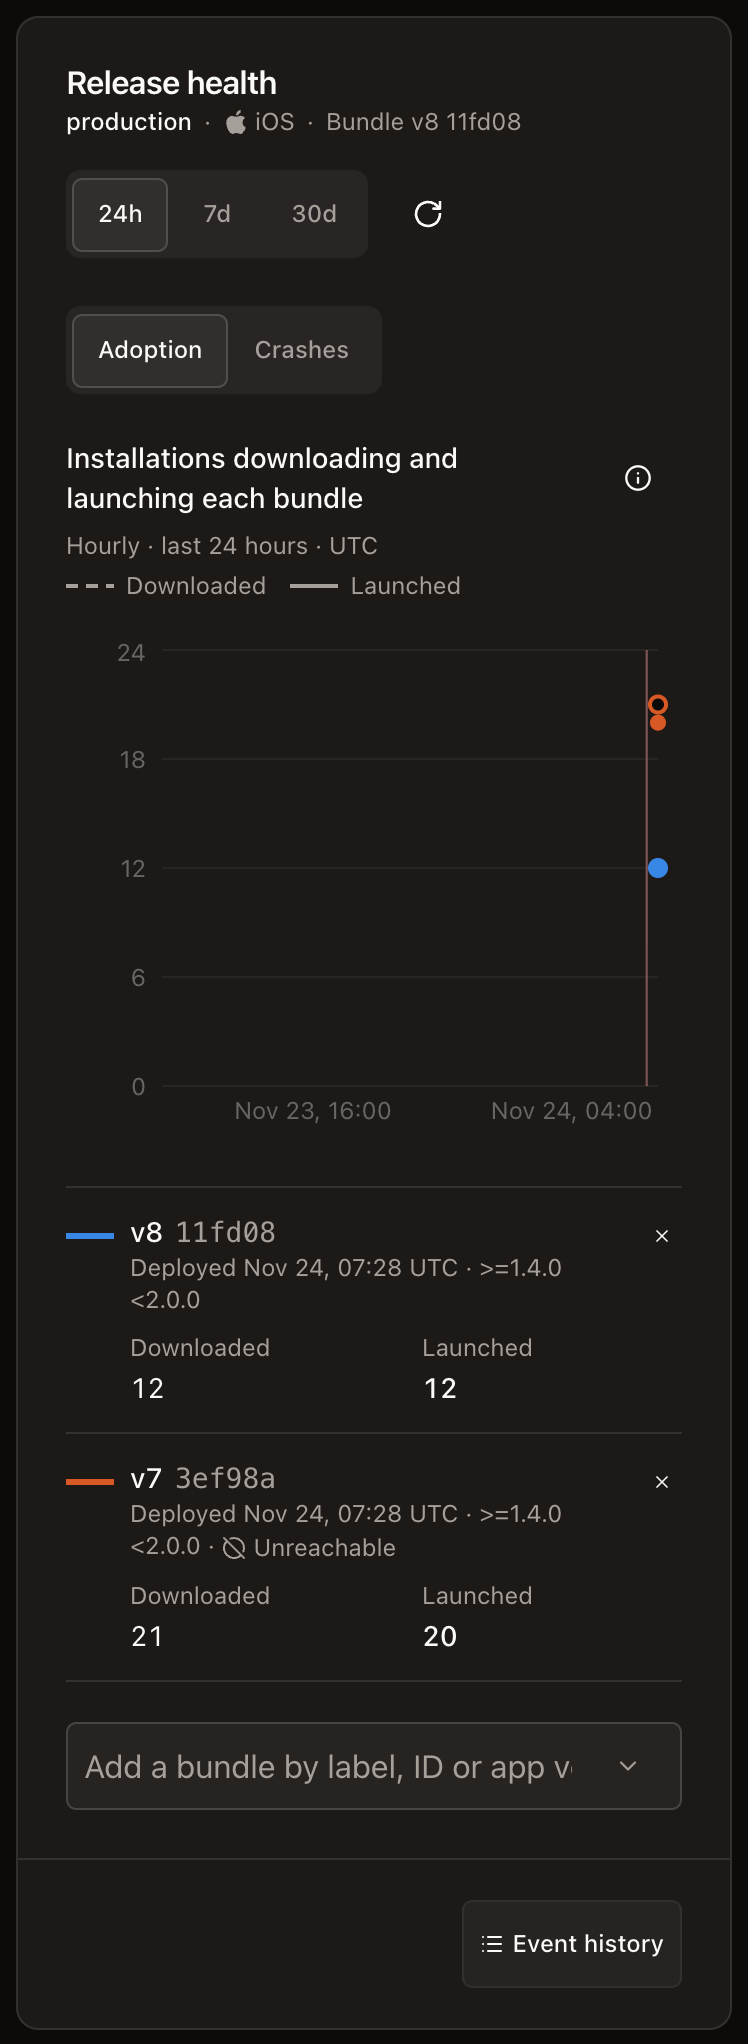 Release health
production · iOS · Bundle v8 11fd08
24h 7d 30d
Adoption Crashes
Installations downloading and
launching each bundle
Hourly · last 24 hours · UTC
Downloaded Launched
24
18
12
6
0
Nov 23, 16:00 Nov 24, 04:00
v8 11fd08
Deployed Nov 24, 07:28 UTC · >=1.4.0
<2.0.0
Downloaded Launched
12 12
v7 3ef98a
Deployed Nov 24, 07:28 UTC · >=1.4.0
<2.0.0 · Unreachable
Downloaded Launched
21 20
Add a bundle by label, ID or app v
Event history